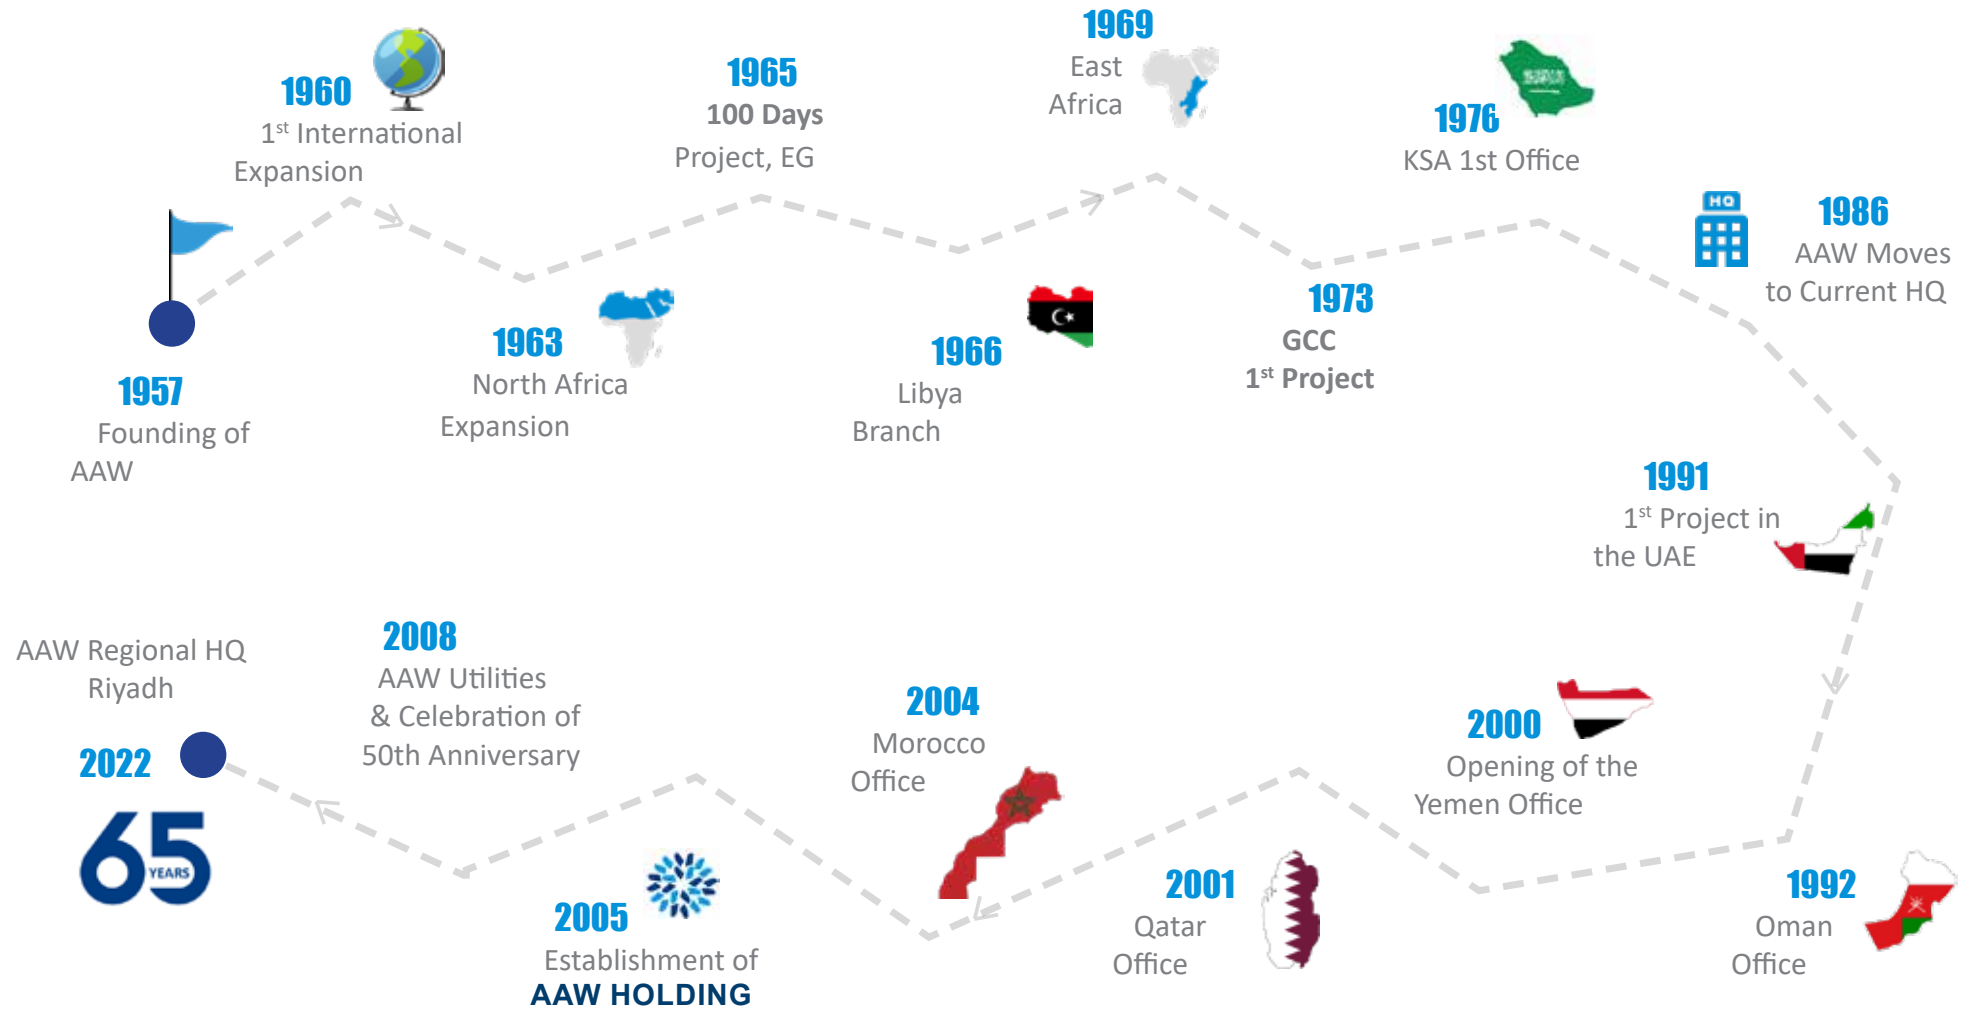 1957
Founding of
AAW
1960
1st International
Expansion
1963
North Africa
Expansion
1965
100 Days
Project, EG
1966
Libya
Branch
1969
East
Africa
1973
GCC
1st Project
1976
KSA 1st Office
HQ
1986
AAW Moves
to Current HQ
1991
1st Project in
the UAE
1992
Oman
Office
2000
Opening of the
Yemen Office
2001
Qatar
Office
2004
Morocco
Office
2005
Establishment of
AAW HOLDING
2008
AAW Utilities
& Celebration of
50th Anniversary
AAW Regional HQ
Riyadh
2022
65
YEARS